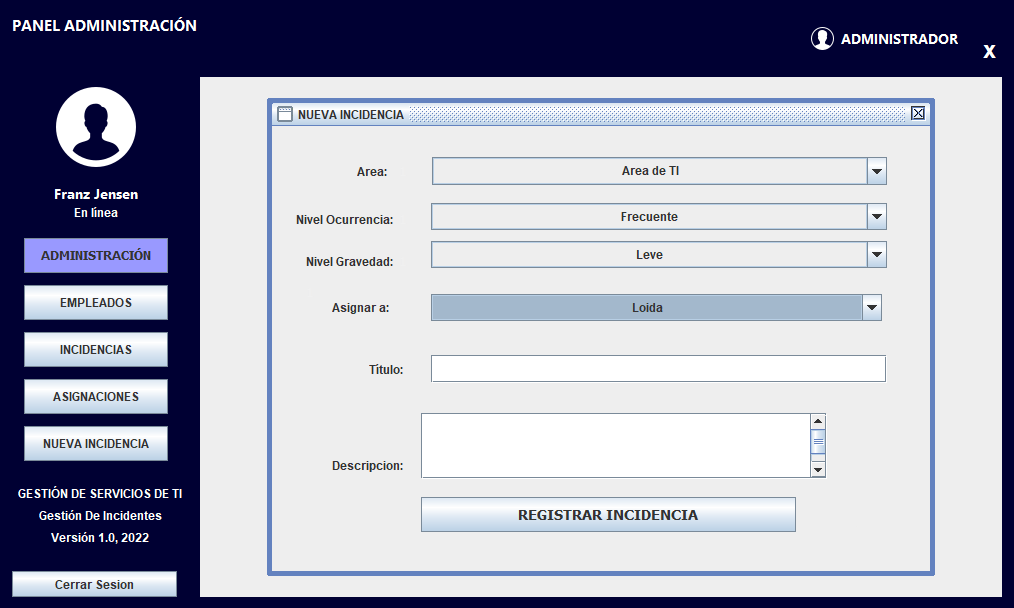 PANEL ADMINISTRACIÓN
ADMINISTRADOR
X
Franz Jensen
En línea
ADMINISTRACIÓN
EMPLEADOS
INCIDENCIAS
ASIGNACIONES
NUEVA INCIDENCIA
GESTIÓN DE SERVICIOS DE TI
Gestión De Incidentes
Versión 1.0, 2022
Cerrar Sesion
NUEVA INCIDENCIA
Area: Area de TI
Nivel Ocurrencia: Frecuente
Nivel Gravedad: Leve
Asignar a: Loida
Titulo:
Descripcion:
REGISTRAR INCIDENCIA